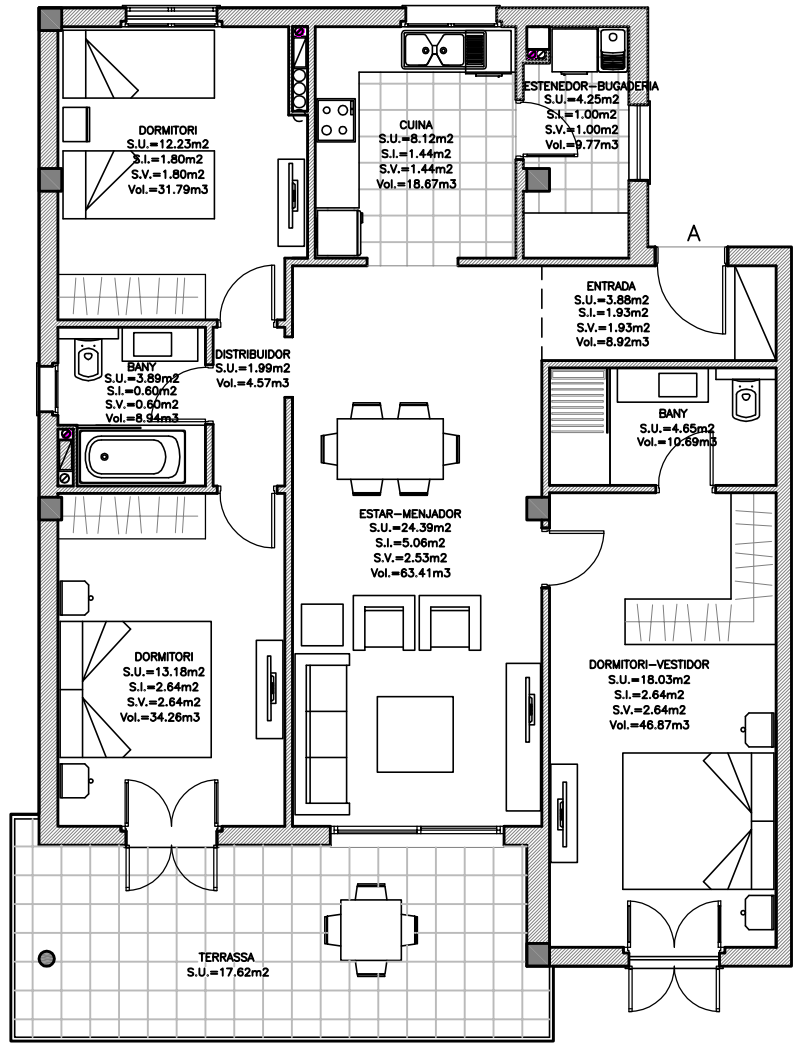 ESTENEDOR-BUGADERIA
S.U.=4.25m2
S.I.=1.00m2
S.V.=1.00m2
Vol.=9.77m3
CUINA
S.U.=8.12m2
S.I.=1.44m2
S.V.=1.44m2
Vol.=18.67m3
DORMITORI
S.U.=12.23m2
S.I.=1.80m2
S.V.=1.80m2
Vol.=31.79m3
A
ENTRADA
S.U.=3.88m2
S.I.=1.93m2
S.V.=1.93m2
Vol.=8.92m3
DISTRIBUIDOR
S.U.=1.99m2
Vol.=4.57m3
BANY
S.U.=3.89m2
S.I.=0.60m2
S.V.=0.60m2
Vol.=8.94m3
BANY
S.U.=4.65m2
Vol.=10.69m3
ESTAR-MENJADOR
S.U.=24.39m2
S.I.=5.06m2
S.V.=2.53m2
Vol.=63.41m3
DORMITORI
S.U.=13.18m2
S.I.=2.64m2
S.V.=2.64m2
Vol.=34.26m3
DORMITORI-VESTIDOR
S.U.=18.03m2
S.I.=2.64m2
S.V.=2.64m2
Vol.=46.87m3
TERRASSA
S.U.=17.62m2